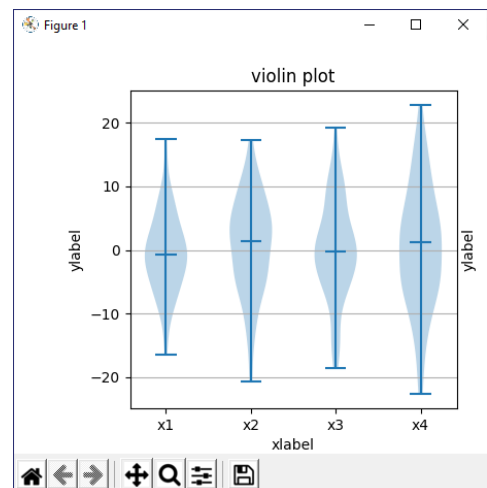 Figure 1
violin plot
20
10
0
−10
−20
ylabel
ylabel
x1 x2 x3 x4
xlabel